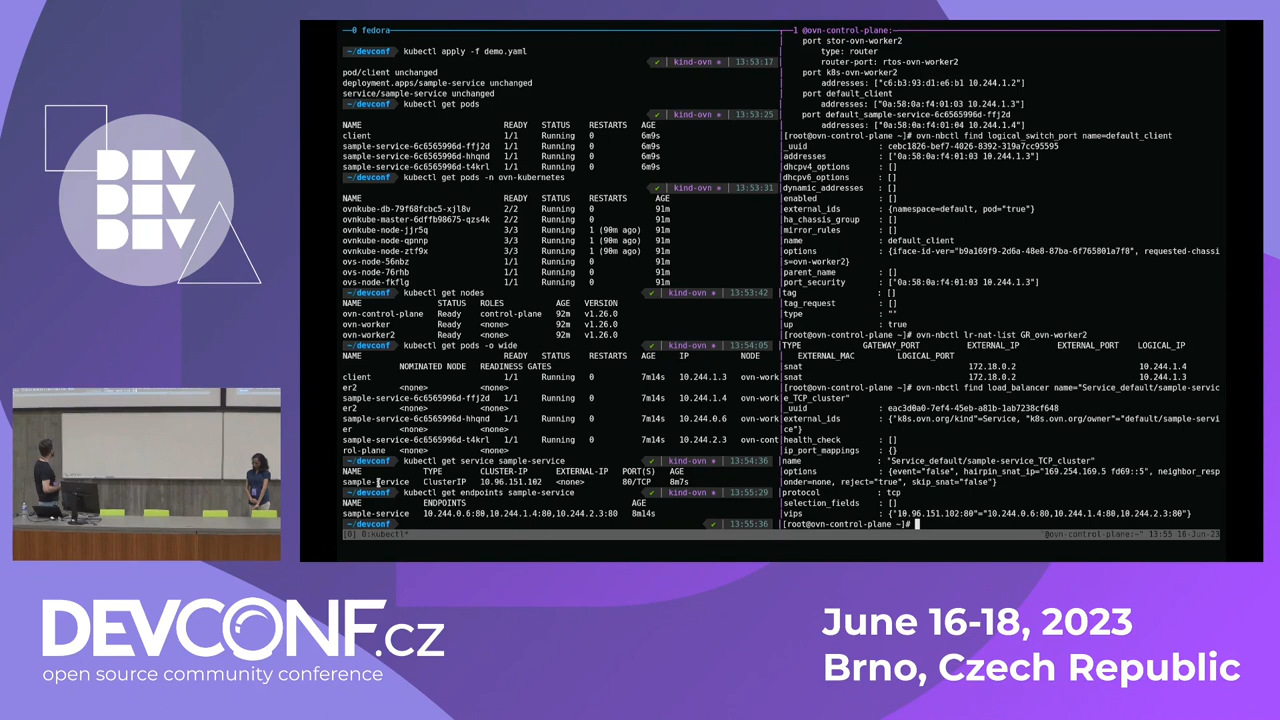 DEV
DEV
DEV
—0 fedora
~/devconf kubectl apply -f demo.yaml
✔ | kind-ovn ⎈ | 13:53:17
pod/client unchanged
deployment.apps/sample-service unchanged
service/sample-service unchanged
~/devconf kubectl get pods
✔ | kind-ovn ⎈ | 13:53:25
NAME READY STATUS RESTARTS AGE
client 1/1 Running 0 6m9s
sample-service-6c6565996d-ffj2d 1/1 Running 0 6m9s
sample-service-6c6565996d-hhqnd 1/1 Running 0 6m9s
sample-service-6c6565996d-t4krl 1/1 Running 0 6m9s
~/devconf kubectl get pods -n ovn-kubernetes
✔ | kind-ovn ⎈ | 13:53:31
NAME READY STATUS RESTARTS AGE
ovnkube-db-79f68fcbc5-xjl8v 2/2 Running 0 91m
ovnkube-master-6dffb98675-qzs4k 2/2 Running 0 91m
ovnkube-node-jjr5q 3/3 Running 1 (90m ago) 91m
ovnkube-node-qpnnp 3/3 Running 1 (90m ago) 91m
ovnkube-node-ztf9x 3/3 Running 1 (90m ago) 91m
ovs-node-56nbz 1/1 Running 0 91m
ovs-node-76rhb 1/1 Running 0 91m
ovs-node-fkflg 1/1 Running 0 91m
~/devconf kubectl get nodes
✔ | kind-ovn ⎈ | 13:53:42
NAME STATUS ROLES AGE VERSION
ovn-control-plane Ready control-plane 92m v1.26.0
ovn-worker Ready <none> 92m v1.26.0
ovn-worker2 Ready <none> 92m v1.26.0
~/devconf kubectl get pods -o wide
✔ | kind-ovn ⎈ | 13:54:05
NAME READY STATUS RESTARTS AGE IP NODE
NOMINATED NODE READINESS GATES
client 1/1 Running 0 7m14s 10.244.1.3 ovn-work
er2 <none> <none>
sample-service-6c6565996d-ffj2d 1/1 Running 0 7m14s 10.244.1.4 ovn-work
er2 <none> <none>
sample-service-6c6565996d-hhqnd 1/1 Running 0 7m14s 10.244.0.6 ovn-work
er <none> <none>
sample-service-6c6565996d-t4krl 1/1 Running 0 7m14s 10.244.2.3 ovn-cont
rol-plane <none> <none>
~/devconf kubectl get service sample-service
✔ | kind-ovn ⎈ | 13:54:36
NAME TYPE CLUSTER-IP EXTERNAL-IP PORT(S) AGE
sample-service ClusterIP 10.96.151.102 <none> 80/TCP 8m7s
~/devconf kubectl get endpoints sample-service
✔ | kind-ovn ⎈ | 13:55:29
NAME ENDPOINTS AGE
sample-service 10.244.0.6:80,10.244.1.4:80,10.244.2.3:80 8m14s
~/devconf
✔ | kind-ovn ⎈ | 13:55:36
—1 @ovn-control-plane:
port stor-ovn-worker2
type: router
router-port: rtos-ovn-worker2
port k8s-ovn-worker2
addresses: ["c6:b3:93:d1:e6:b1 10.244.1.2"]
port default_client
addresses: ["0a:58:0a:f4:01:03 10.244.1.3"]
port default_sample-service-6c6565996d-ffj2d
addresses: ["0a:58:0a:f4:01:04 10.244.1.4"]
[root@ovn-control-plane ~]# ovn-nbctl find logical_switch_port name=default_client
_uuid : cebc1826-bef7-4026-8392-319a7cc95595
addresses : ["0a:58:0a:f4:01:03 10.244.1.3"]
dhcpv4_options : []
dhcpv6_options : []
dynamic_addresses : []
enabled : []
external_ids : {namespace=default, pod="true"}
ha_chassis_group : []
mirror_rules : []
name : default_client
options : {iface-id-ver="b9a169f9-2d6a-48e8-87ba-6f765801a7f8", requested-chassi
s=ovn-worker2}
parent_name : []
port_security : ["0a:58:0a:f4:01:03 10.244.1.3"]
tag : []
tag_request : []
type : ""
up : true
[root@ovn-control-plane ~]# ovn-nbctl lr-nat-list GR_ovn-worker2
TYPE GATEWAY_PORT EXTERNAL_IP EXTERNAL_PORT LOGICAL_IP
EXTERNAL_MAC LOGICAL_PORT
snat 172.18.0.2 10.244.1.4
snat 172.18.0.2 10.244.1.3
[root@ovn-control-plane ~]# ovn-nbctl find load_balancer name="Service_default/sample-servic
e_TCP_cluster"
_uuid : eac3d0a0-7ef4-45eb-a81b-1ab7238cf648
external_ids : {"k8s.ovn.org/kind"=Service, "k8s.ovn.org/owner"="default/sample-servi
ce"}
health_check : []
ip_port_mappings : {}
name : "Service_default/sample-service_TCP_cluster"
options : {event="false", hairpin_snat_ip="169.254.169.5 fd69::5", neighbor_resp
onder=none, reject="true", skip_snat="false"}
protocol : tcp
selection_fields : []
vips : {"10.96.151.102:80"="10.244.0.6:80,10.244.1.4:80,10.244.2.3:80"}
[root@ovn-control-plane ~]#
[0] 0:kubectl* "@ovn-control-plane:~" 13:55 16-Jun-23
DEVCONF.cz
open source community conference
June 16-18, 2023
Brno, Czech Republic